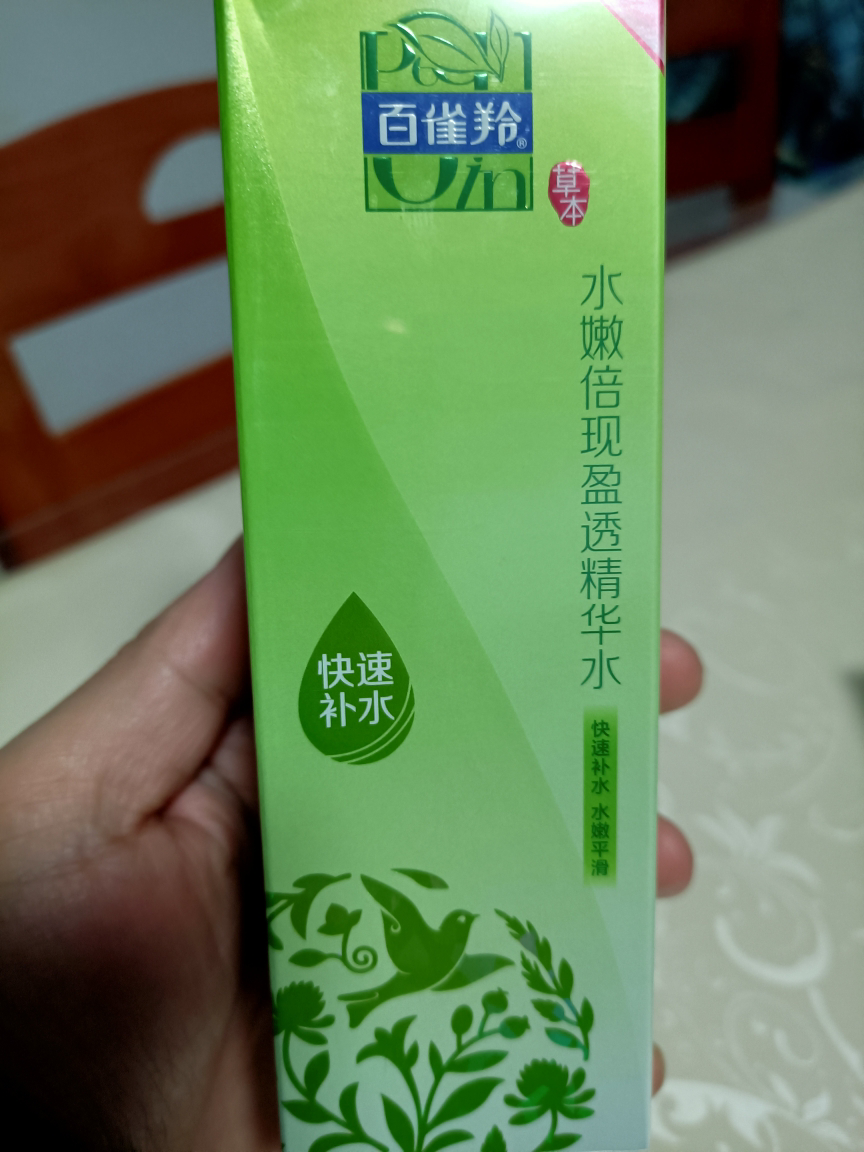 Pechoin
百雀羚®
草本
水嫩倍现盈透精华水
快速补水 水嫩平滑
快速
补水